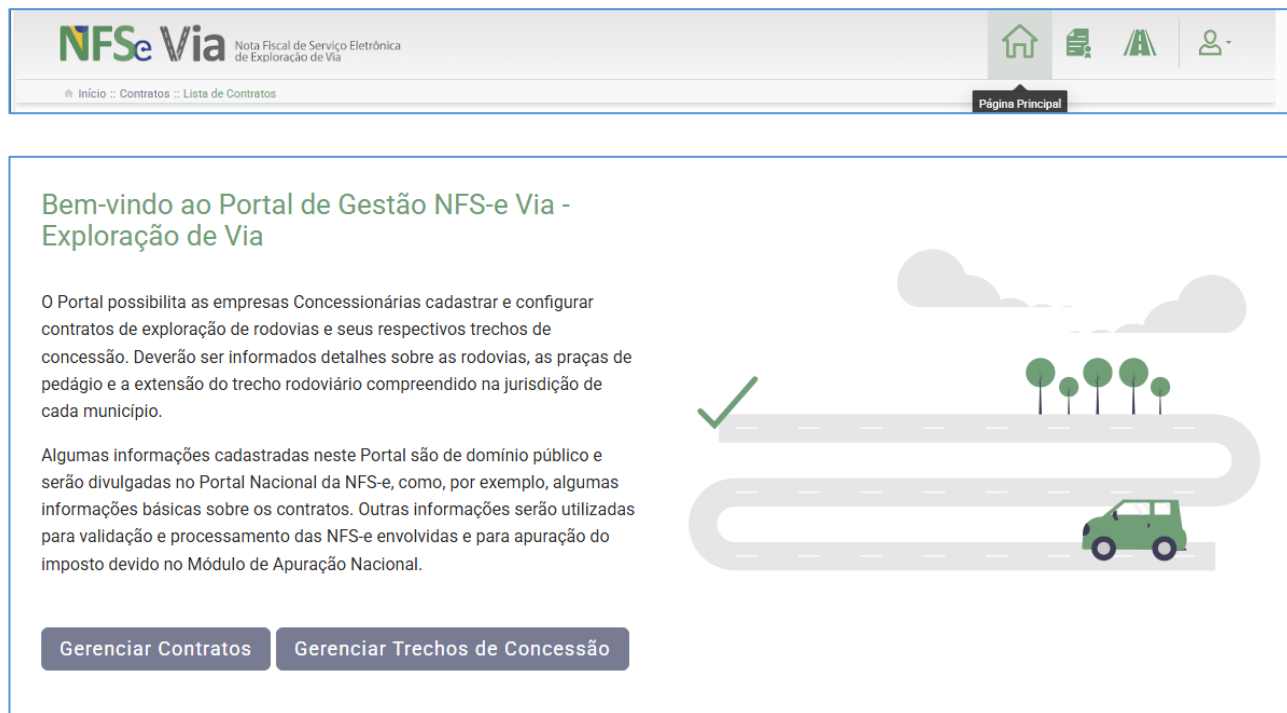 NFSe Via Nota Fiscal de Serviço Eletrônica
de Exploração de Via
Início :: Contratos :: Lista de Contratos
Página Principal
Bem-vindo ao Portal de Gestão NFS-e Via -
Exploração de Via
O Portal possibilita as empresas Concessionárias cadastrar e configurar
contratos de exploração de rodovias e seus respectivos trechos de
concessão. Deverão ser informados detalhes sobre as rodovias, as praças de
pedágio e a extensão do trecho rodoviário compreendido na jurisdição de
cada município.
Algumas informações cadastradas neste Portal são de domínio público e
serão divulgadas no Portal Nacional da NFS-e, como, por exemplo, algumas
informações básicas sobre os contratos. Outras informações serão utilizadas
para validação e processamento das NFS-e envolvidas e para apuração do
imposto devido no Módulo de Apuração Nacional.
Gerenciar Contratos
Gerenciar Trechos de Concessão